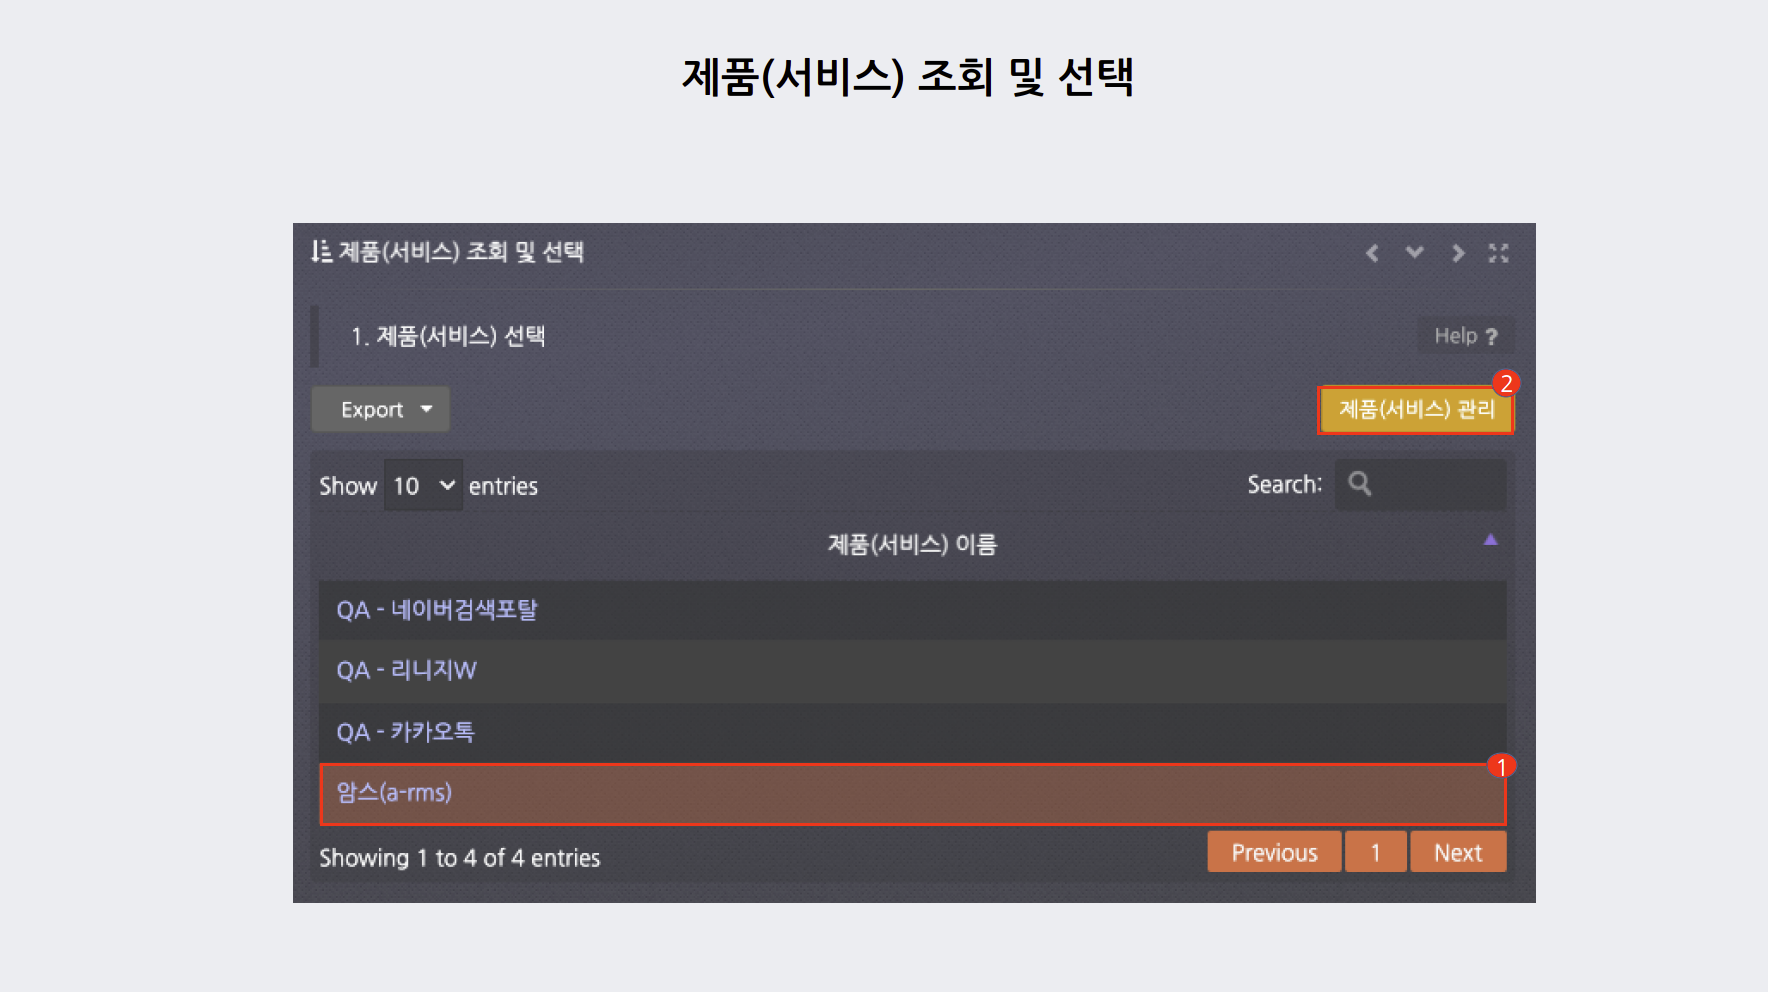 제품(서비스) 조회 및 선택
제품(서비스) 조회 및 선택
1. 제품(서비스) 선택
Help ?
Export
제품(서비스) 관리
2
Show 10 entries
Search:
제품(서비스) 이름
QA - 네이버검색포탈
QA - 리니지W
QA - 카카오톡
암스(a-rms)
1
Showing 1 to 4 of 4 entries
Previous 1 Next